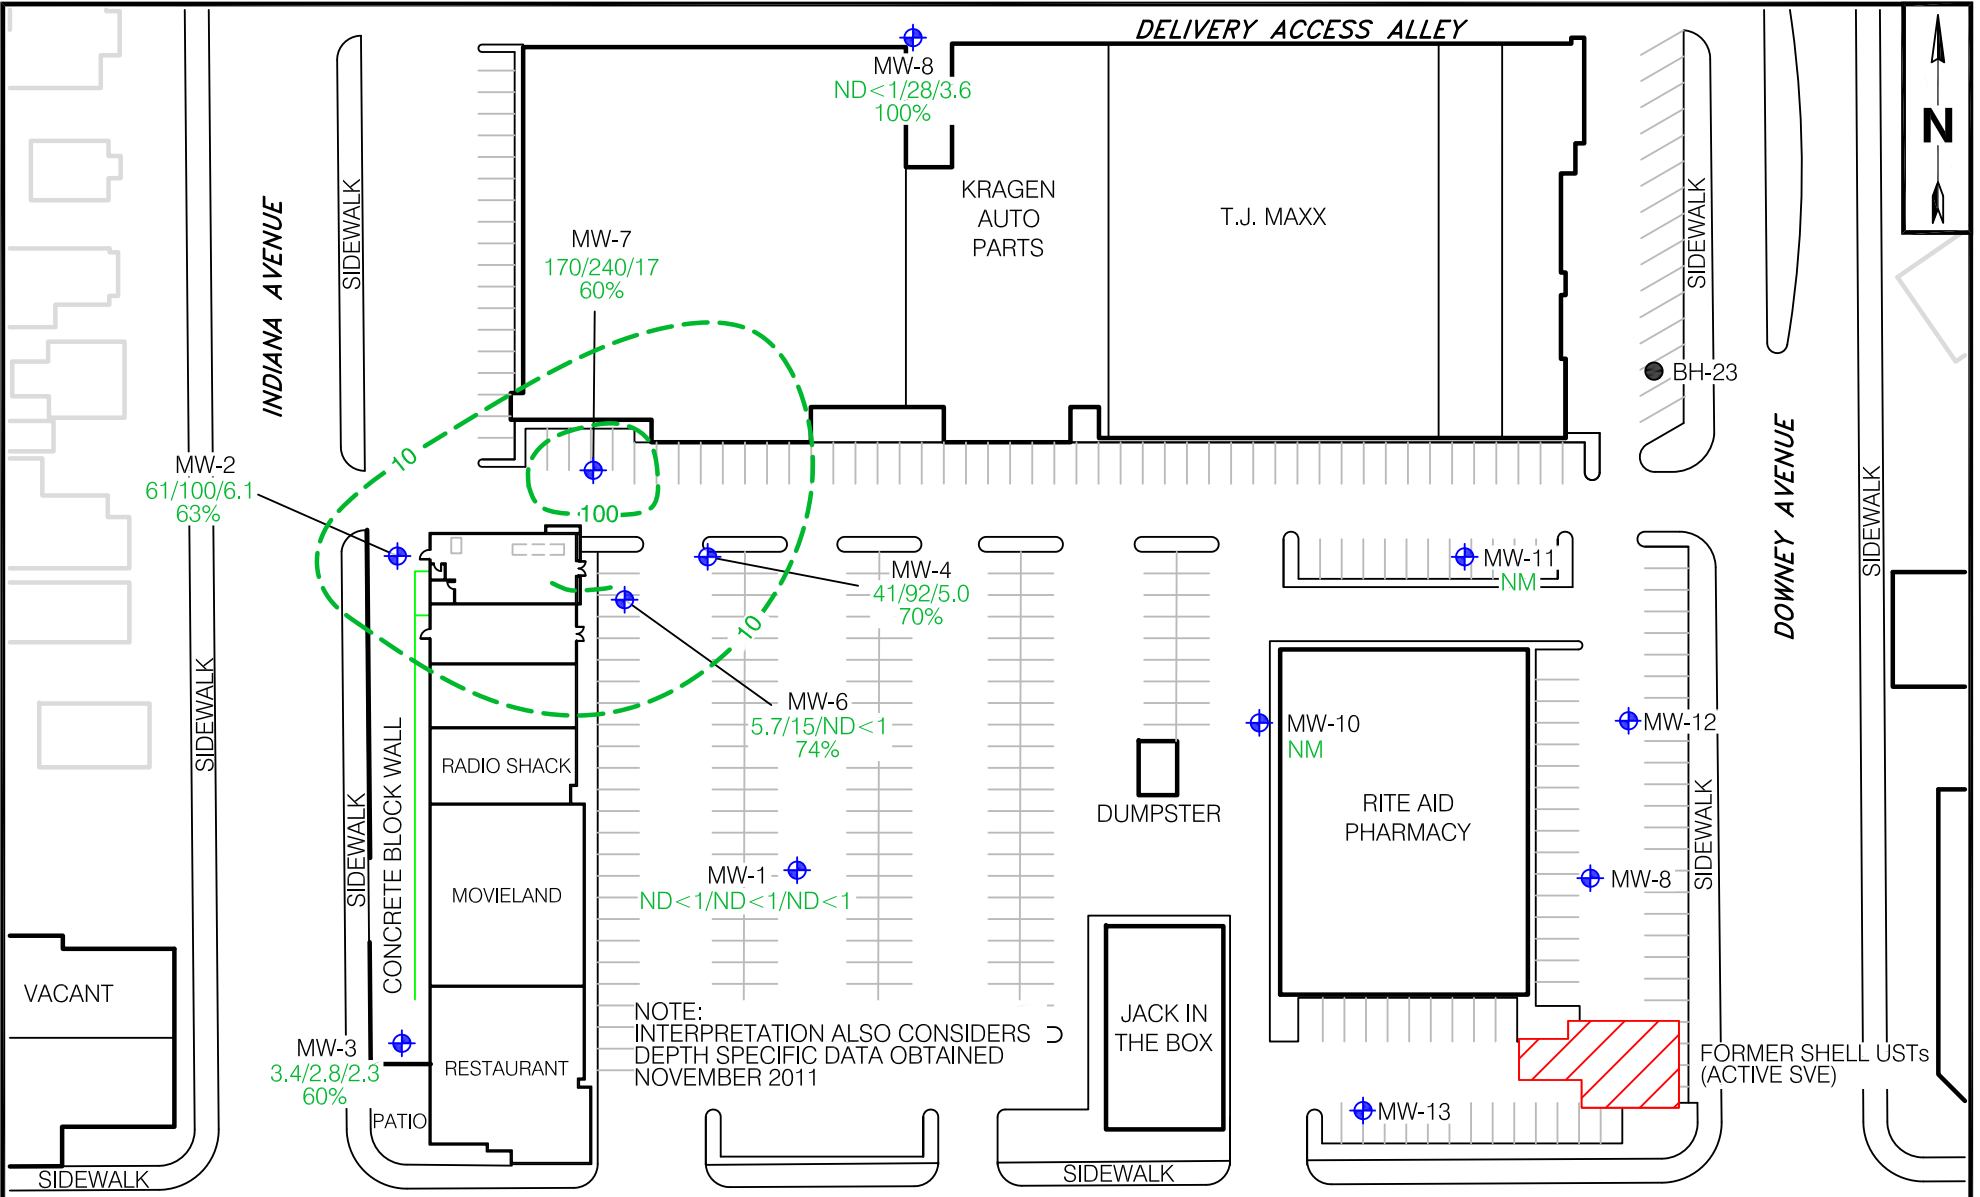 DELIVERY ACCESS ALLEY
MW-8
ND<1/28/3.6
100%
N
SIDEWALK
INDIANA AVENUE
KRAGEN
AUTO
PARTS
T.J. MAXX
SIDEWALK
MW-7
170/240/17
60%
BH-23
10
MW-2
61/100/6.1
63%
100
DOWNEY AVENUE
SIDEWALK
MW-4
41/92/5.0
70%
MW-11
NM
10
SIDEWALK
MW-6
5.7/15/ND<1
74%
MW-10
NM
MW-12
RADIO SHACK
CONCRETE BLOCK WALL
SIDEWALK
DUMPSTER
RITE AID
PHARMACY
SIDEWALK
MW-1
ND<1/ND<1/ND<1
MOVIELAND
MW-8
VACANT
NOTE:
INTERPRETATION ALSO CONSIDERS
DEPTH SPECIFIC DATA OBTAINED
NOVEMBER 2011
JACK IN
THE BOX
MW-3
3.4/2.8/2.3
60%
RESTAURANT
FORMER SHELL USTs
(ACTIVE SVE)
PATIO
MW-13
SIDEWALK
SIDEWALK